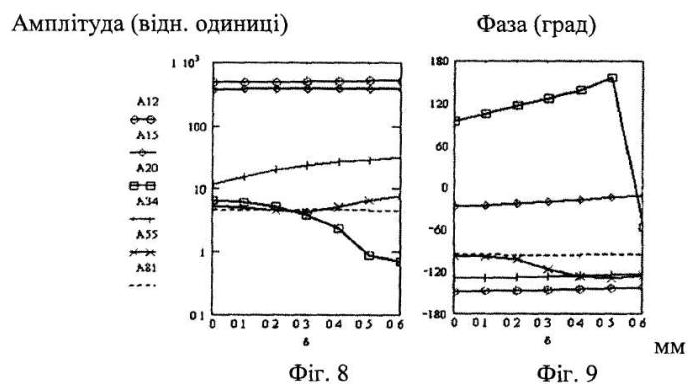 Амплітуда (відн. одиниці)
Фаза (град)
1 10³
100
10
1
0 1
A12
A15
A20
A34
A55
A81
0 0 1 0 2 0 3 0 4 0 5 0 6
δ
Фіг. 8
180
120
60
0
-60
-120
-180
0 0 1 0 2 0 3 0 4 0 5 0 6
δ
мм
Фіг. 9